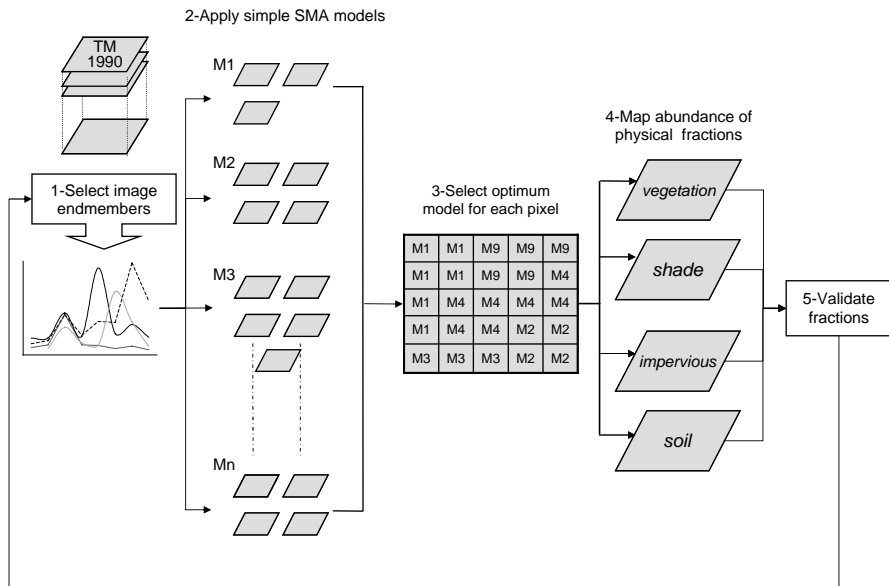 2-Apply simple SMA models
TM
1990
M1
M2
M3
Mn
1-Select image
endmembers
3-Select optimum
model for each pixel
M1 M1 M9 M9 M9
M1 M1 M9 M9 M4
M1 M4 M4 M4 M4
M1 M4 M4 M2 M2
M3 M3 M3 M2 M2
4-Map abundance of
physical fractions
vegetation
shade
impervious
soil
5-Validate
fractions